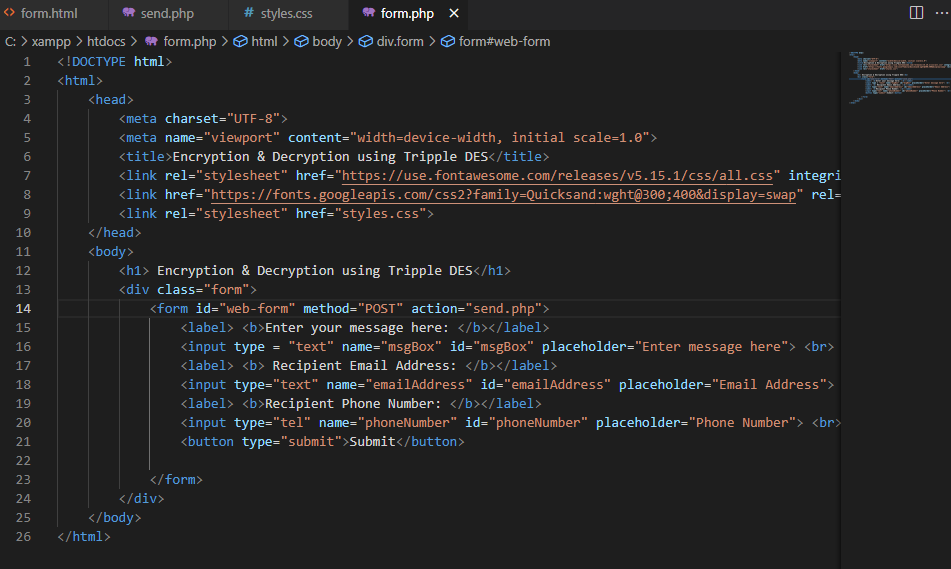 form.html send.php # styles.css form.php ×
C: > xampp > htdocs > form.php > html > body > div.form > form#web-form
1 <!DOCTYPE html>
2 <html>
3 <head>
4 <meta charset="UTF-8">
5 <meta name="viewport" content="width=device-width, initial scale=1.0">
6 <title>Encryption & Decryption using Tripple DES</title>
7 <link rel="stylesheet" href="https://use.fontawesome.com/releases/v5.15.1/css/all.css" integri
8 <link href="https://fonts.googleapis.com/css2?family=Quicksand:wght@300;400&display=swap" rel=
9 <link rel="stylesheet" href="styles.css">
10 </head>
11 <body>
12 <h1> Encryption & Decryption using Tripple DES</h1>
13 <div class="form">
14 <form id="web-form" method="POST" action="send.php">
15 <label> <b>Enter your message here: </b></label>
16 <input type = "text" name="msgBox" id="msgBox" placeholder="Enter message here"> <br>
17 <label> <b> Recipient Email Address: </b></label>
18 <input type="text" name="emailAddress" id="emailAddress" placeholder="Email Address">
19 <label> <b>Recipient Phone Number: </b></label>
20 <input type="tel" name="phoneNumber" id="phoneNumber" placeholder="Phone Number"> <br>
21 <button type="submit">Submit</button>
22
23 </form>
24 </div>
25 </body>
26 </html>